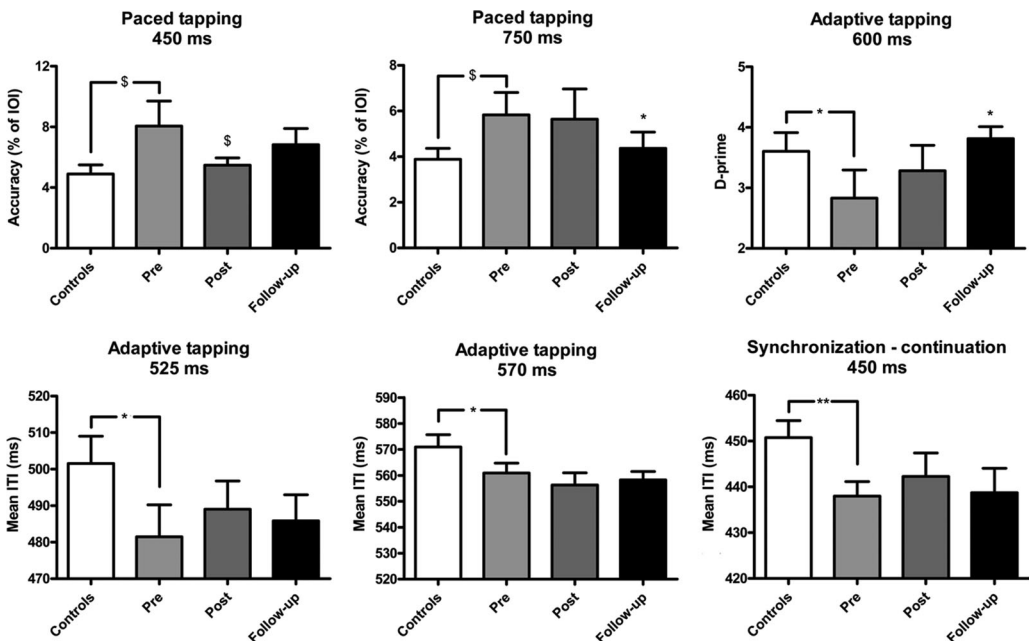 Paced tapping
450 ms
Accuracy (% of IOI)
12
8
4
0
$
$
Controls
Pre
Post
Follow-up
Paced tapping
750 ms
Accuracy (% of IOI)
8
6
4
2
0
$
*
Controls
Pre
Post
Follow-up
Adaptive tapping
600 ms
D-prime
5
4
3
2
*
*
Controls
Pre
Post
Follow-up
Adaptive tapping
525 ms
Mean ITI (ms)
520
510
500
490
480
470
*
Controls
Pre
Post
Follow-up
Adaptive tapping
570 ms
Mean ITI (ms)
590
580
570
560
550
540
530
520
*
Controls
Pre
Post
Follow-up
Synchronization - continuation
450 ms
Mean ITI (ms)
460
450
440
430
420
**
Controls
Pre
Post
Follow-up